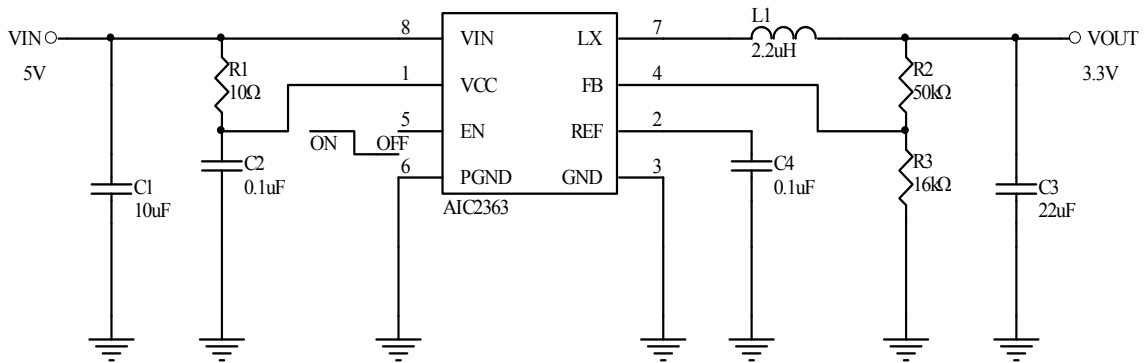 VIN
5V
C1
10uF
R1
10Ω
C2
0.1uF
8
1
5
6
ON OFF
VIN
VCC
EN
PGND
LX
FB
REF
GND
AIC2363
7
4
2
3
L1
2.2uH
C4
0.1uF
R2
50kΩ
R3
16kΩ
C3
22uF
VOUT
3.3V